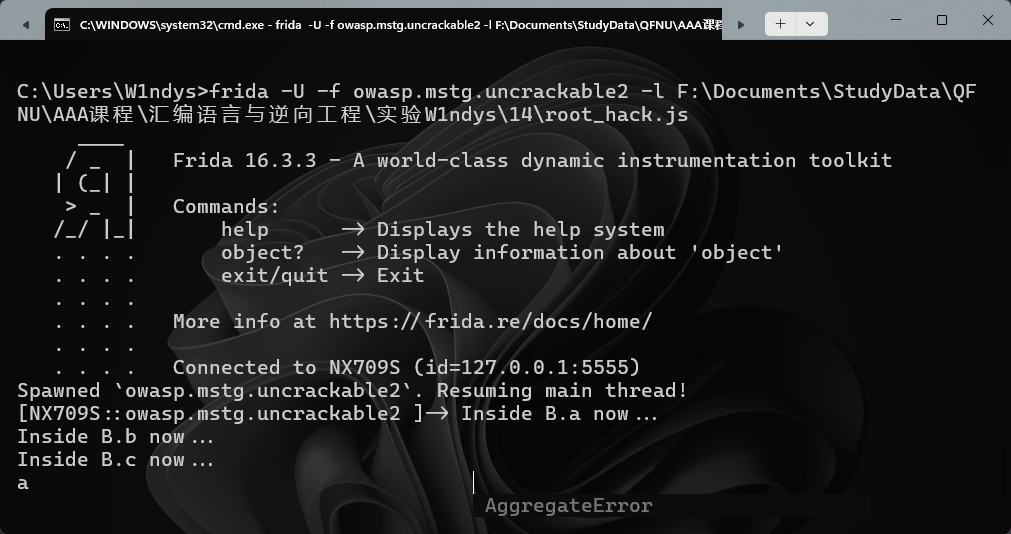 C:\WINDOWS\system32\cmd.exe - frida  -U -f owasp.mstg.uncrackable2 -l F:\Documents\StudyData\QFNU\AAA课程
C:\Users\W1ndys>frida -U -f owasp.mstg.uncrackable2 -l F:\Documents\StudyData\QF
NU\AAA课程\汇编语言与逆向工程\实验W1ndys\14\root_hack.js
     ____
    / _  |   Frida 16.3.3 - A world-class dynamic instrumentation toolkit
   | (_| |
    > _  |   Commands:
   /_/ |_|       help      -> Displays the help system
   . . . .       object?   -> Display information about 'object'
   . . . .       exit/quit -> Exit
   . . . .
   . . . .   More info at https://frida.re/docs/home/
   . . . .
   . . . .   Connected to NX709S (id=127.0.0.1:5555)
Spawned `owasp.mstg.uncrackable2`. Resuming main thread!
[NX709S::owasp.mstg.uncrackable2 ]-> Inside B.a now...
Inside B.b now...
Inside B.c now...
a
AggregateError